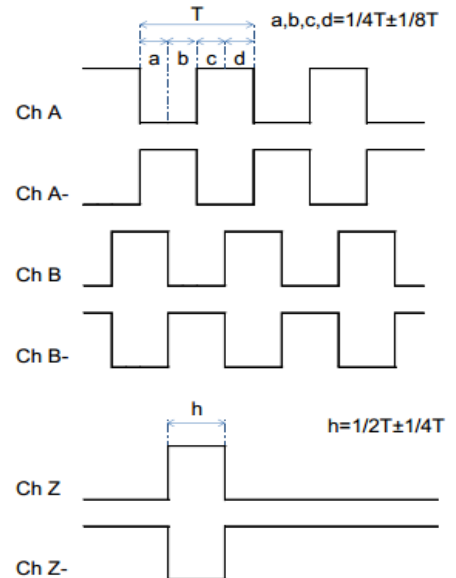 T
a,b,c,d=1/4T±1/8T
a b c d
Ch A
Ch A-
Ch B
Ch B-
h
h=1/2T±1/4T
Ch Z
Ch Z-